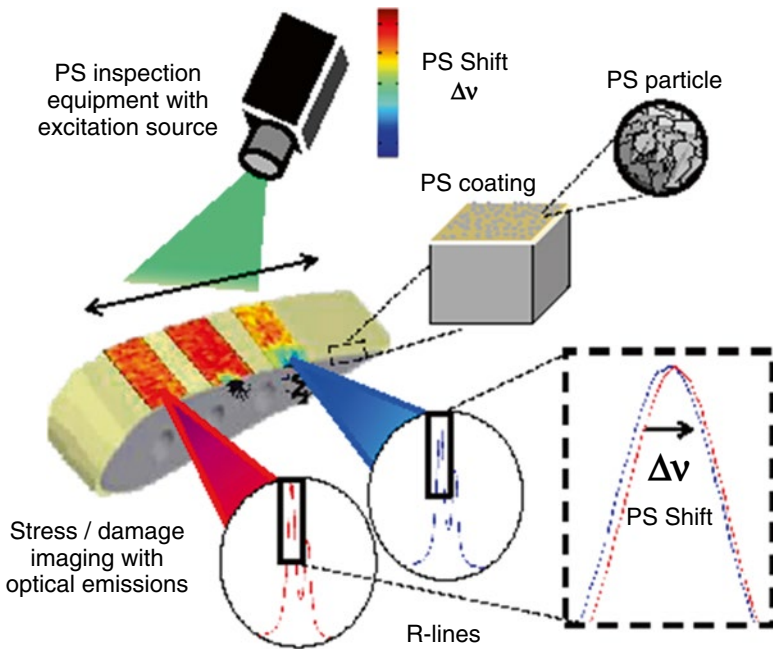 PS inspection
equipment with
excitation source
PS Shift
Δν
PS particle
PS coating
Δν
PS Shift
Stress / damage
imaging with
optical emissions
R-lines